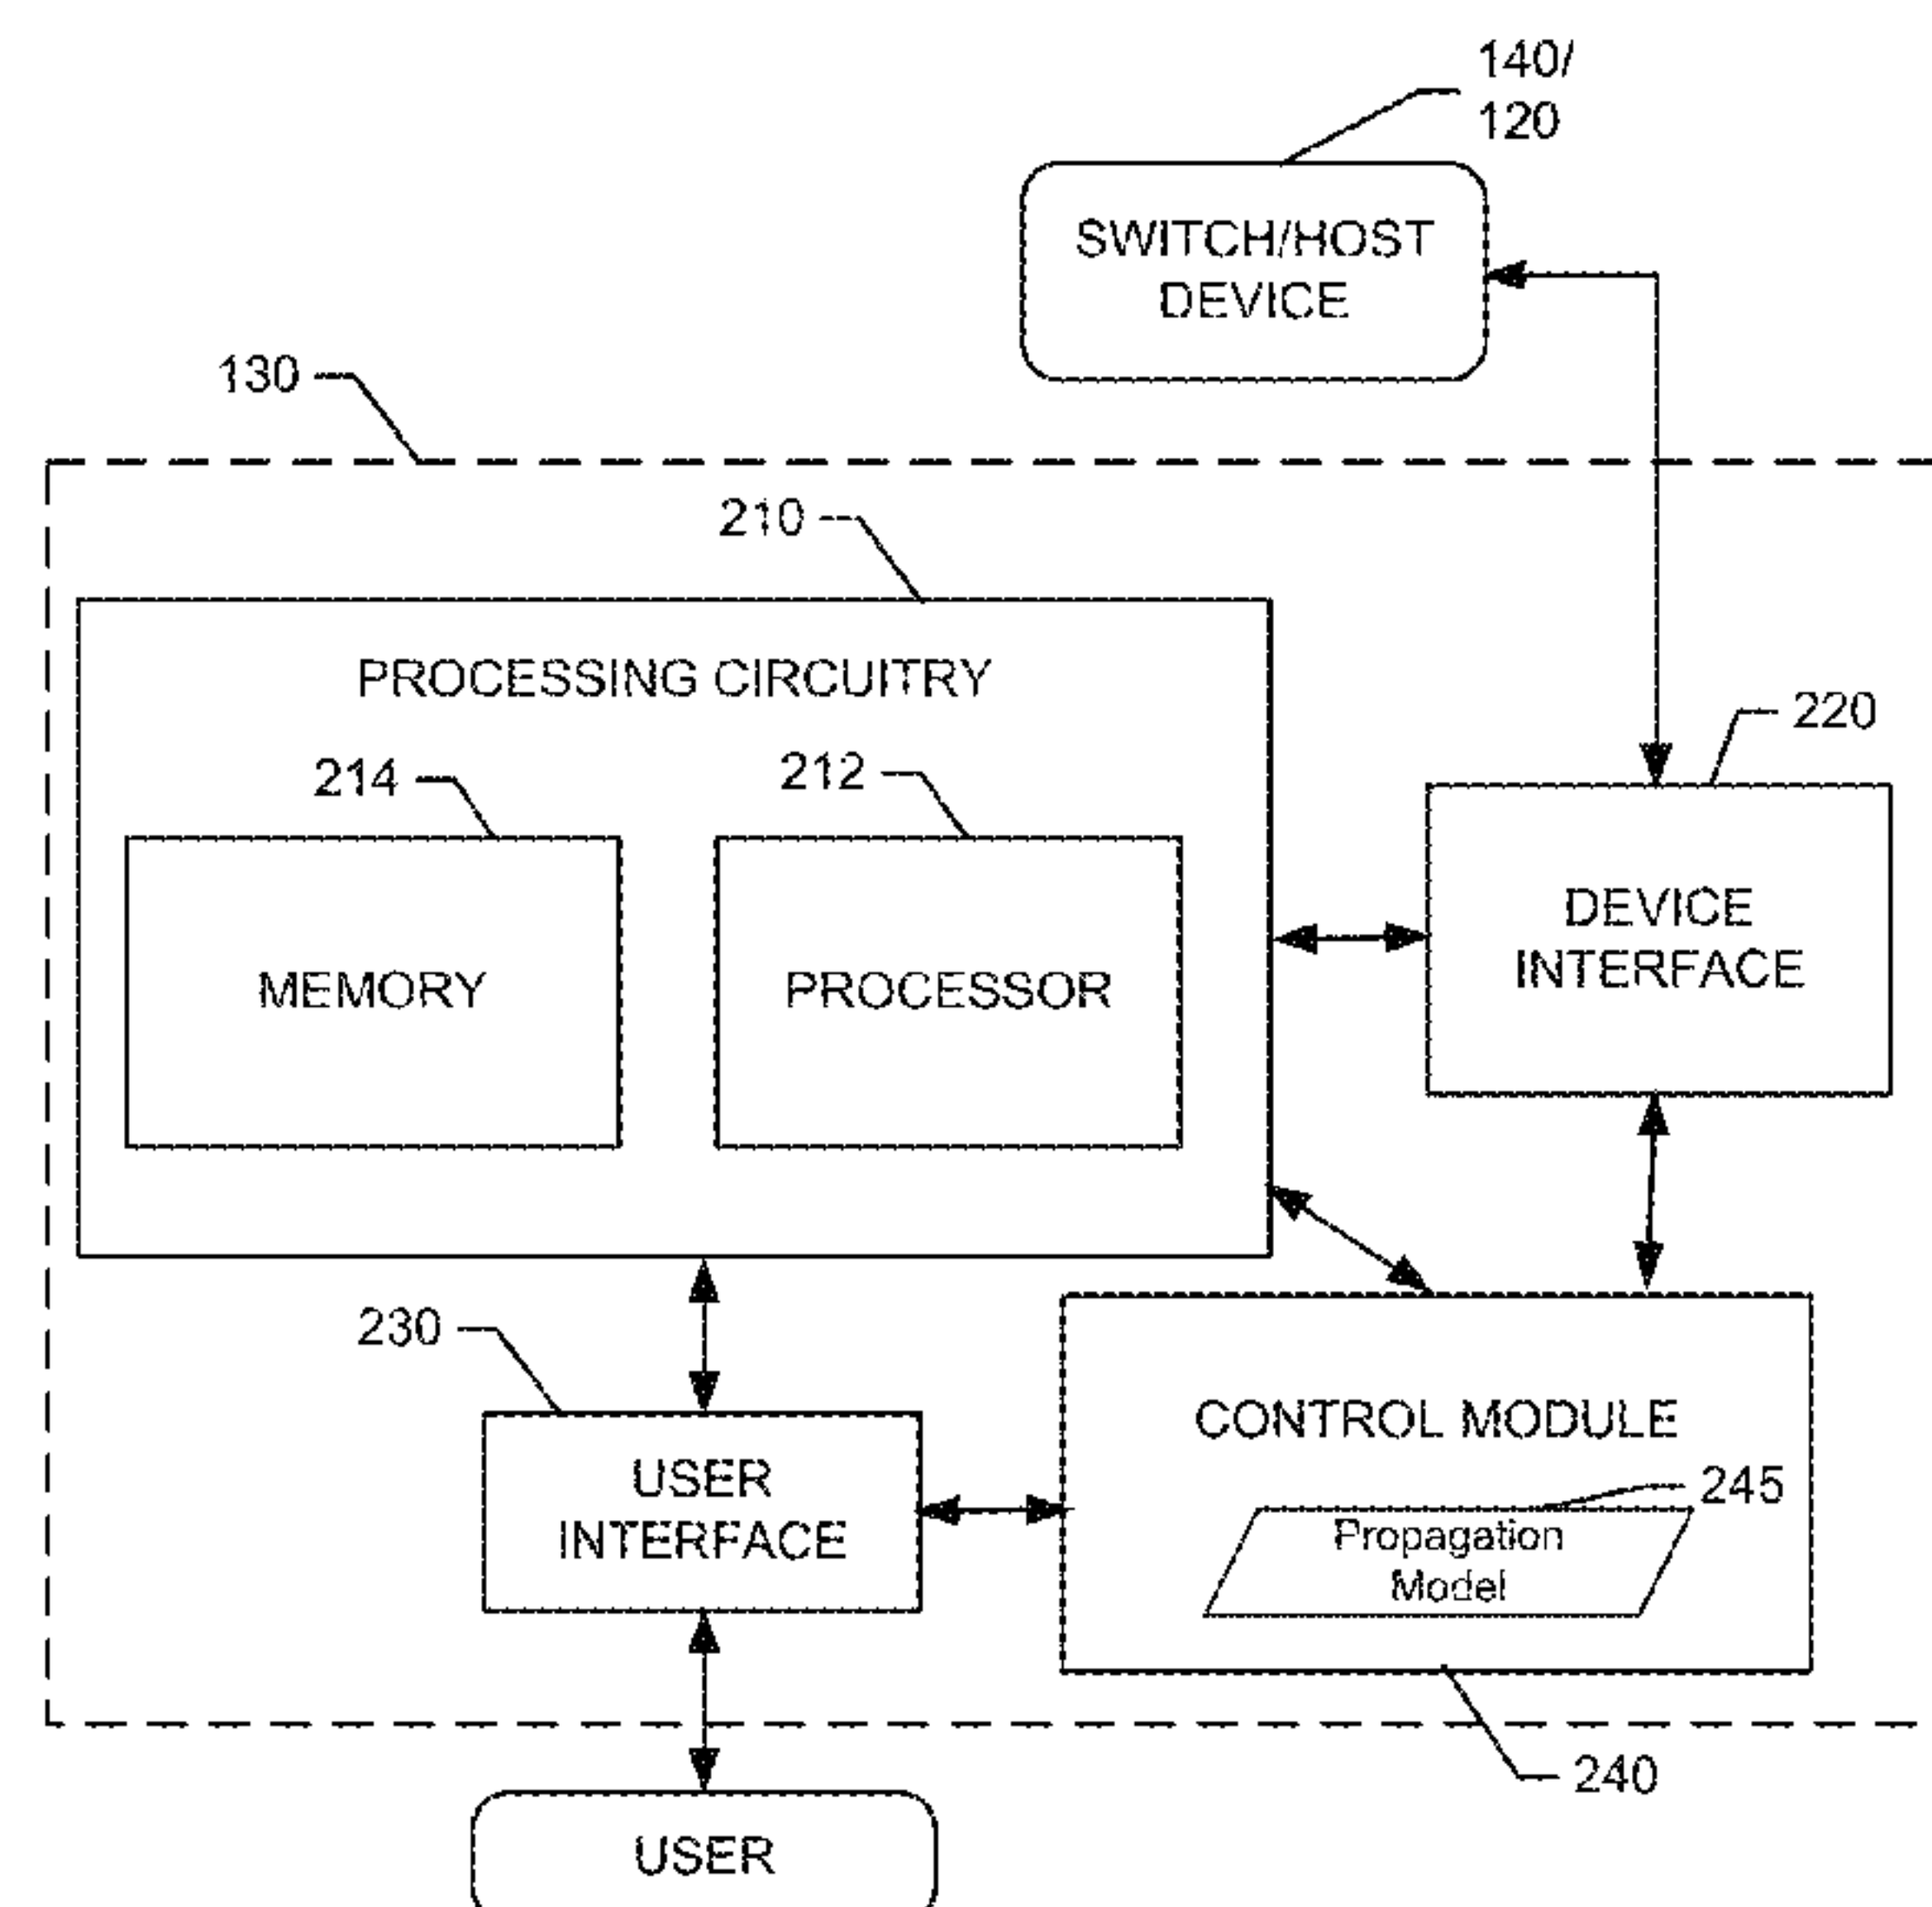 140/
120
SWITCH/HOST
DEVICE
130
210
PROCESSING CIRCUITRY
220
214
212
DEVICE
INTERFACE
MEMORY
PROCESSOR
230
CONTROL MODULE
USER
INTERFACE
245
Propagation
Model
240
USER